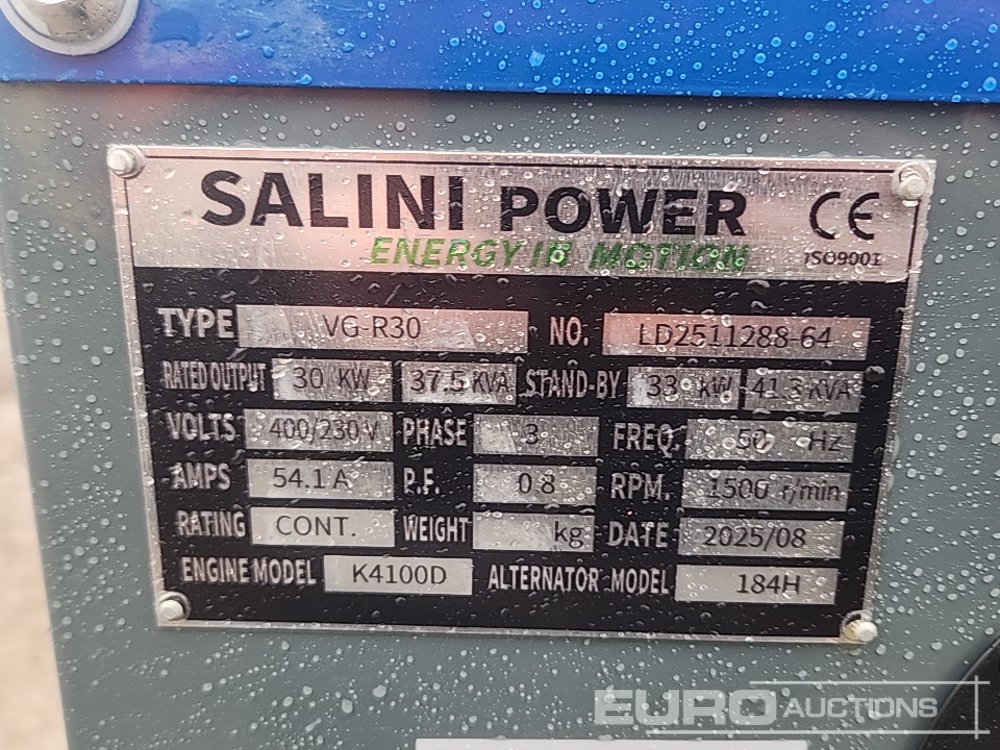 SALINI POWER
ENERGY IN MOTION
CE
ISO9001
TYPE VG-R30 NO. LD2511288-64
RATED OUTPUT 30 KW 37.5 KVA STAND-BY 33 kW 41.3 KVA
VOLTS 400/230 V PHASE 3 FREQ. 50 Hz
AMPS 54.1 A P.F. 0.8 RPM. 1500 r/min
RATING CONT. WEIGHT kg DATE 2025/08
ENGINE MODEL K4100D ALTERNATOR MODEL 184H
EURO AUCTIONS